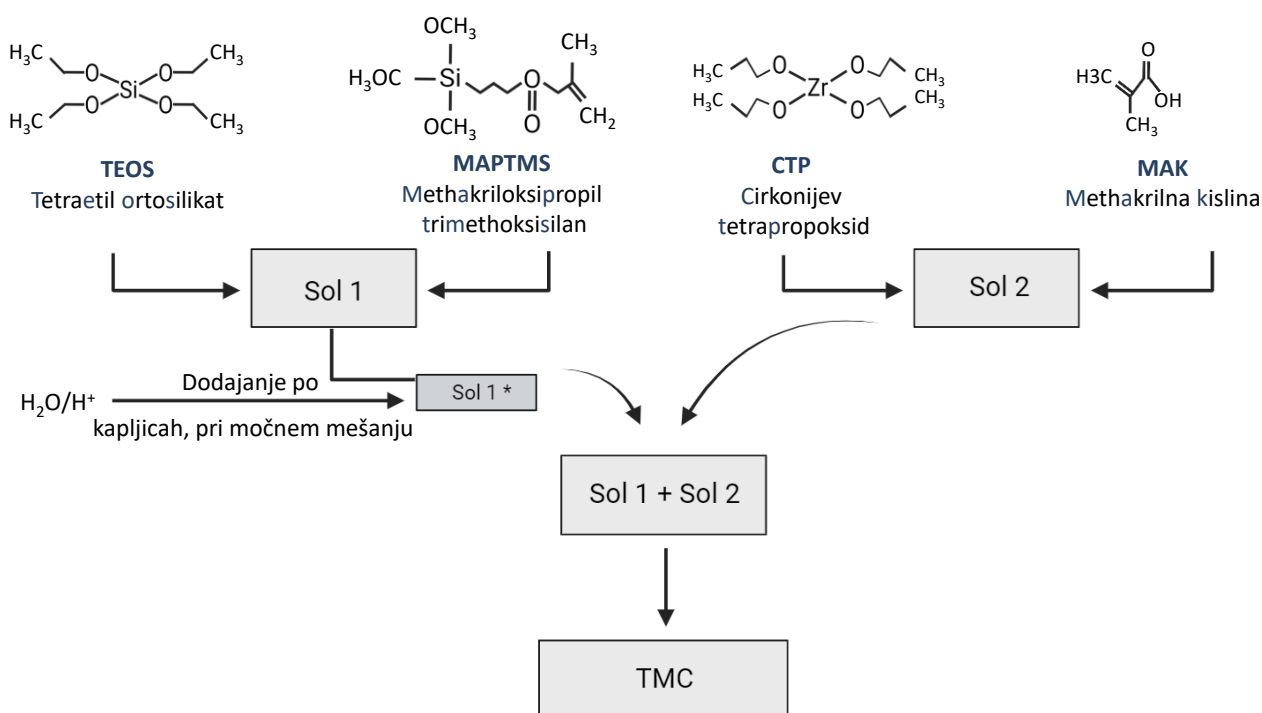 H₃C O O CH₃
Si
H₃C O O CH₃
TEOS
Tetraetil ortosilikat
OCH₃
H₃OC Si O CH₃
OCH₃ O CH₂
MAPTMS
Methakriloksipropil
trimethoksisilan
H₃C O O CH₃
Zr
H₃C O O CH₃
CTP
Cirkonijev
tetrapropoksid
O
H3C
OH
CH₃
MAK
Methakrilna kislina
Sol 1
Sol 2
H₂O/H⁺
Dodajanje po
kapljicah, pri močnem mešanju
Sol 1 *
Sol 1 + Sol 2
TMC